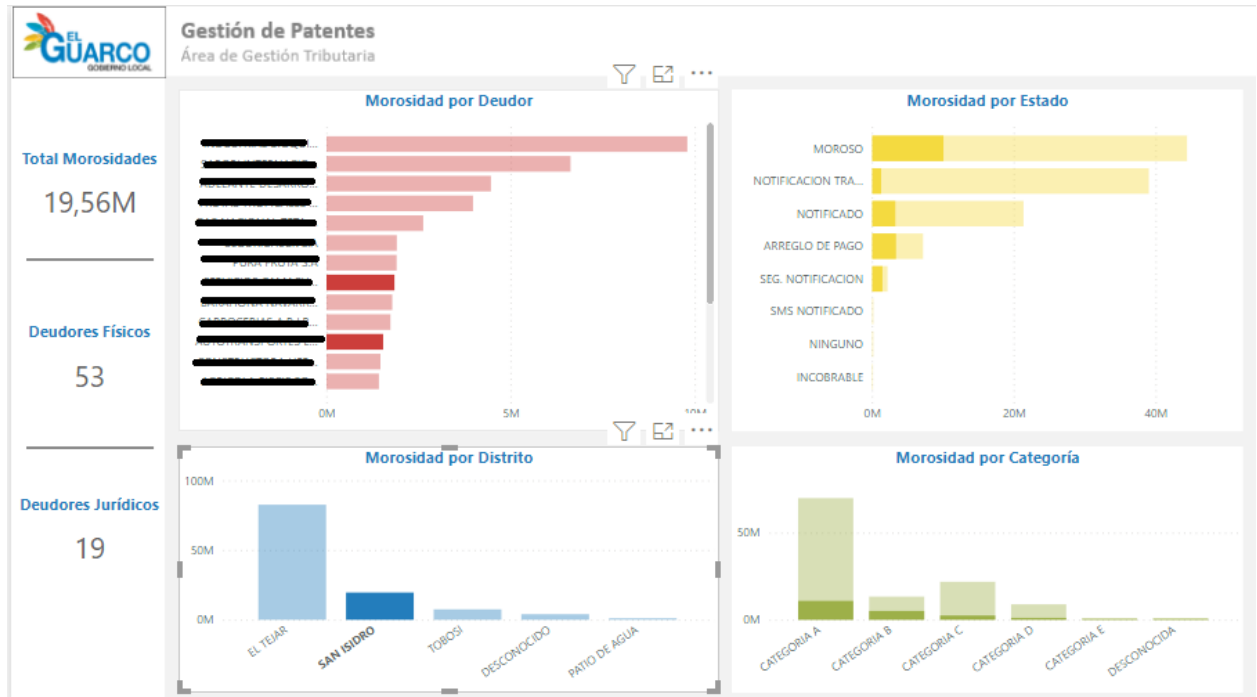 EL
GUARCO
GOBIERNO LOCAL
Gestión de Patentes
Área de Gestión Tributaria
Total Morosidades
19,56M
Deudores Físicos
53
Deudores Jurídicos
19
Morosidad por Deudor
0M
5M
10M
Morosidad por Estado
MOROSO
NOTIFICACION TRA...
NOTIFICADO
ARREGLO DE PAGO
SEG. NOTIFICACION
SMS NOTIFICADO
NINGUNO
INCOBRABLE
0M
20M
40M
Morosidad por Distrito
100M
50M
0M
EL TEJAR
SAN ISIDRO
TOBOSI
DESCONOCIDO
PATIO DE AGUA
Morosidad por Categoría
50M
0M
CATEGORIA A
CATEGORIA B
CATEGORIA C
CATEGORIA D
CATEGORIA E
DESCONOCIDA